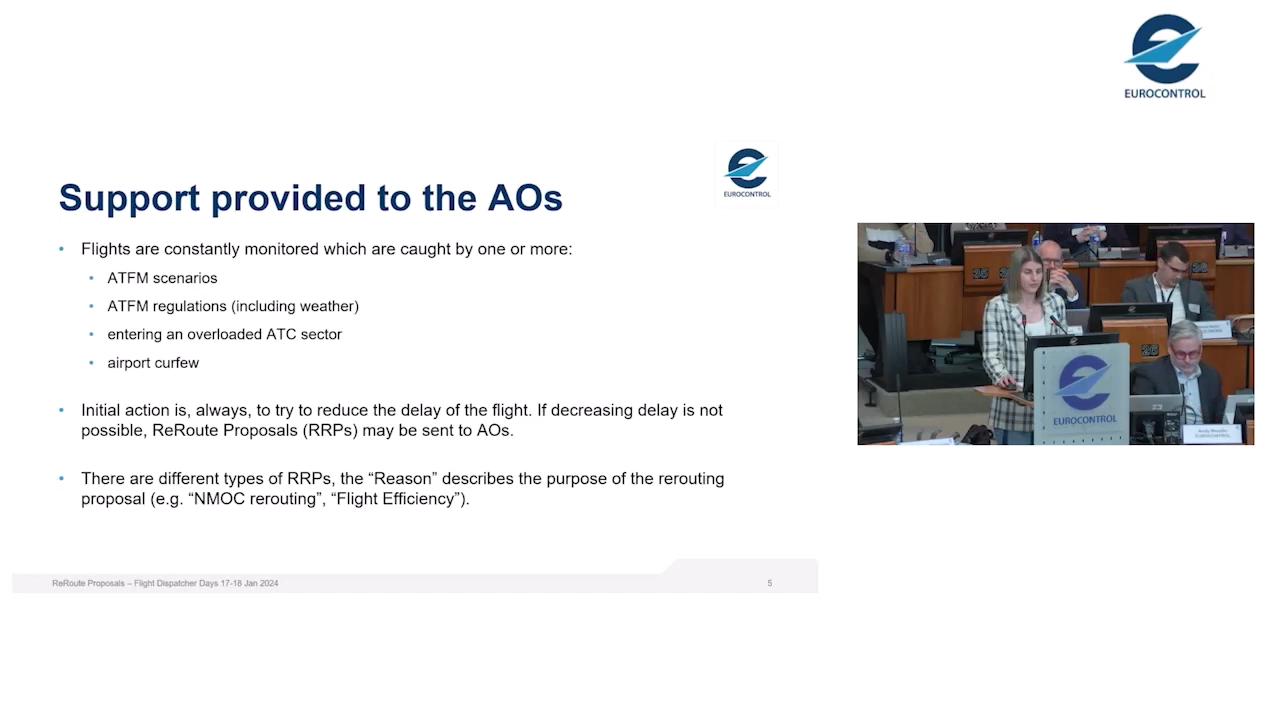 EUROCONTROL
EUROCONTROL
Support provided to the AOs
• Flights are constantly monitored which are caught by one or more:
• ATFM scenarios
• ATFM regulations (including weather)
• entering an overloaded ATC sector
• airport curfew
• Initial action is, always, to try to reduce the delay of the flight. If decreasing delay is not
possible, ReRoute Proposals (RRPs) may be sent to AOs.
• There are different types of RRPs, the “Reason” describes the purpose of the rerouting
proposal (e.g. “NMOC rerouting”, “Flight Efficiency”).
ReRoute Proposals – Flight Dispatcher Days 17-18 Jan 2024
5
EUROCONTROL